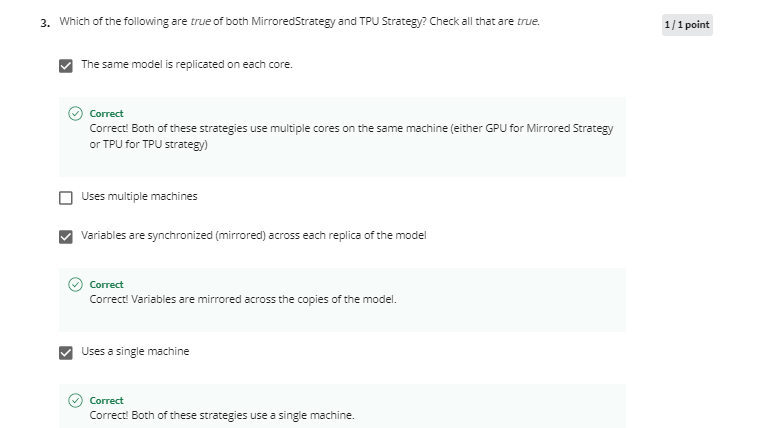 3. Which of the following are true of both MirroredStrategy and TPU Strategy? Check all that are true.
1 / 1 point
The same model is replicated on each core.
Correct
Correct! Both of these strategies use multiple cores on the same machine (either GPU for Mirrored Strategy
or TPU for TPU strategy)
Uses multiple machines
Variables are synchronized (mirrored) across each replica of the model
Correct
Correct! Variables are mirrored across the copies of the model.
Uses a single machine
Correct
Correct! Both of these strategies use a single machine.